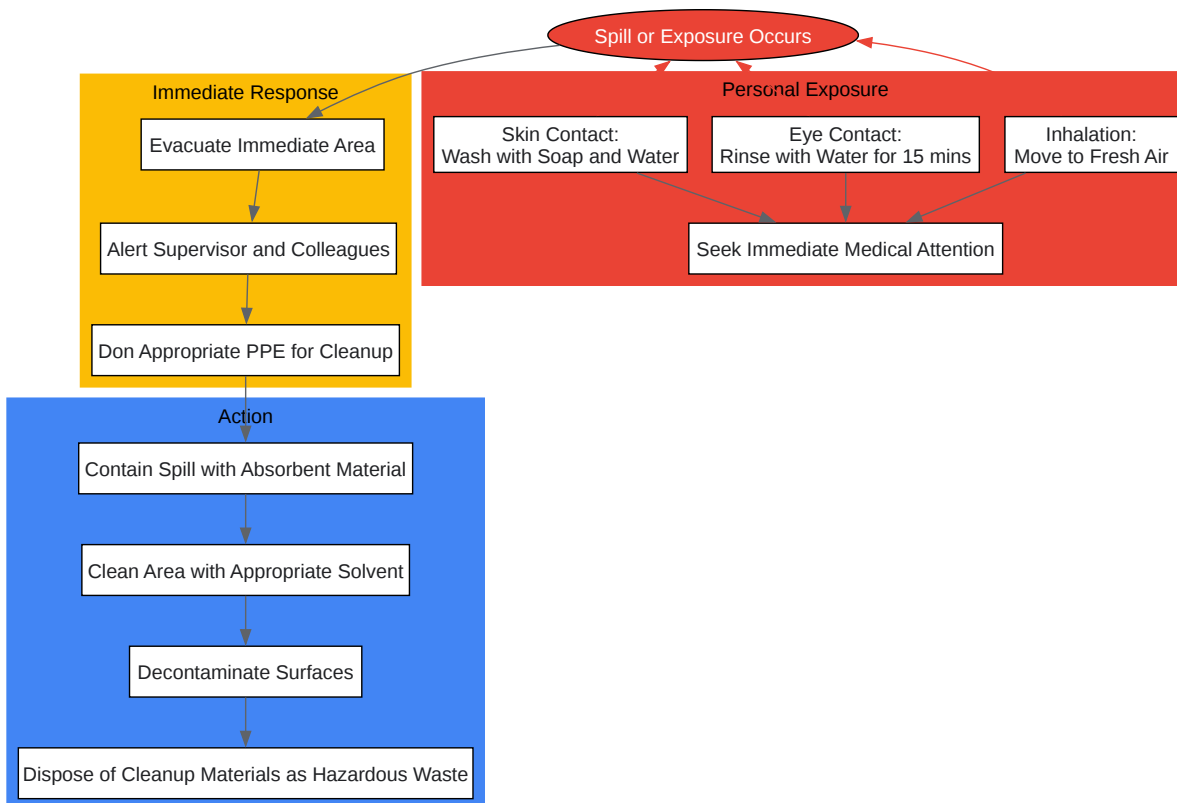 Spill or Exposure Occurs
Immediate Response
Evacuate Immediate Area
Alert Supervisor and Colleagues
Don Appropriate PPE for Cleanup
Personal Exposure
Skin Contact:
Wash with Soap and Water
Eye Contact:
Rinse with Water for 15 mins
Inhalation:
Move to Fresh Air
Seek Immediate Medical Attention
Action
Contain Spill with Absorbent Material
Clean Area with Appropriate Solvent
Decontaminate Surfaces
Dispose of Cleanup Materials as Hazardous Waste